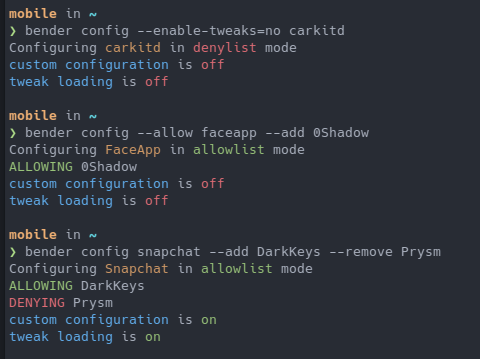 mobile in ~
❯ bender config --enable-tweaks=no carkitd
Configuring carkitd in denylist mode
custom configuration is off
tweak loading is off
mobile in ~
❯ bender config --allow faceapp --add 0Shadow
Configuring FaceApp in allowlist mode
ALLOWING 0Shadow
custom configuration is off
tweak loading is off
mobile in ~
❯ bender config snapchat --add DarkKeys --remove Prysm
Configuring Snapchat in allowlist mode
ALLOWING DarkKeys
DENYING Prysm
custom configuration is on
tweak loading is on